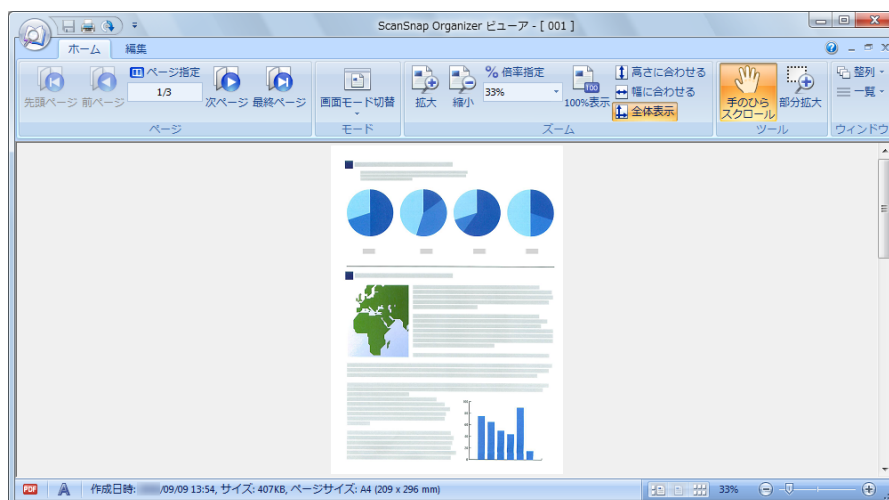 ScanSnap Organizer ビューア - [ 001 ]
ホーム 編集
先頭ページ
前ページ
ページ指定
1/3
次ページ
最終ページ
ページ
画面モード切替
モード
拡大
縮小
% 倍率指定
33%
100
100%表示
高さに合わせる
幅に合わせる
全体表示
ズーム
手のひら
スクロール
部分拡大
ツール
整列
一覧
ウィンドウ
PDF A 作成日時: /09/09 13:54, サイズ: 407KB, ページサイズ: A4 (209 x 296 mm) 33%